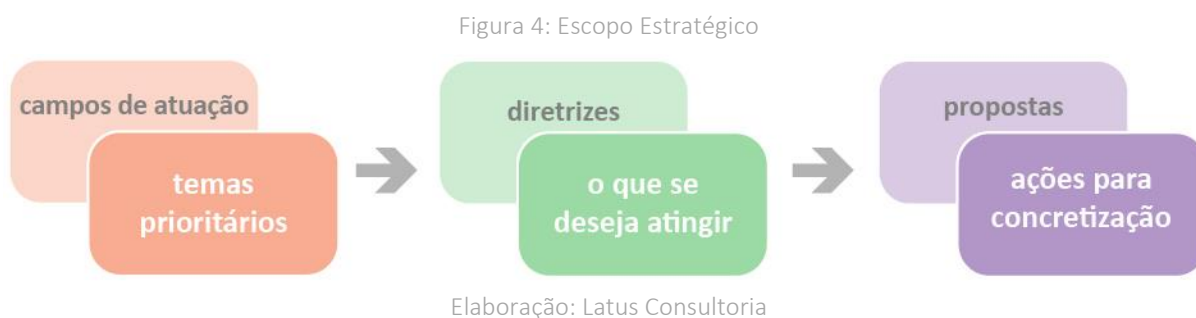 Figura 4: Escopo Estratégico
campos de atuação
temas
prioritários
diretrizes
o que se
deseja atingir
propostas
ações para
concretização
Elaboração: Latus Consultoria